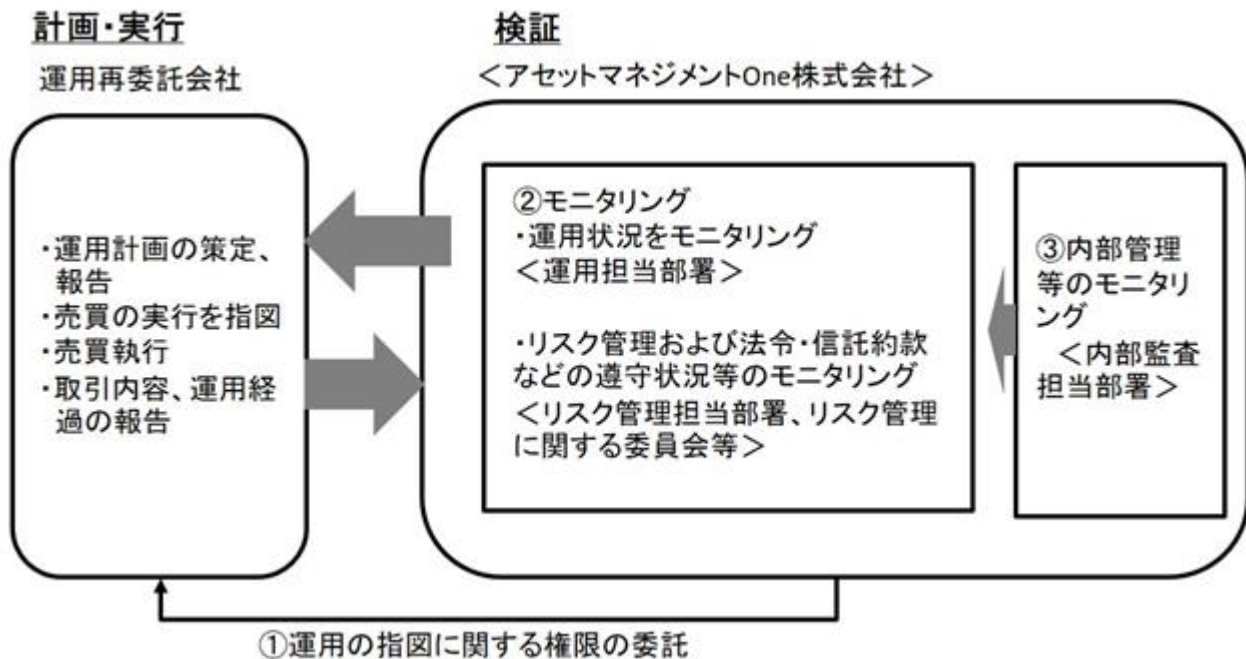 計画・実行
運用再委託会社
・運用計画の策定、
報告
・売買の実行を指図
・売買執行
・取引内容、運用経
過の報告
検証
＜アセットマネジメントOne株式会社＞
②モニタリング
・運用状況をモニタリング
＜運用担当部署＞
・リスク管理および法令・信託約款
などの遵守状況等のモニタリング
＜リスク管理担当部署、リスク管理
に関する委員会等＞
③内部管理
等のモニタリ
ング
＜内部監査
担当部署＞
①運用の指図に関する権限の委託